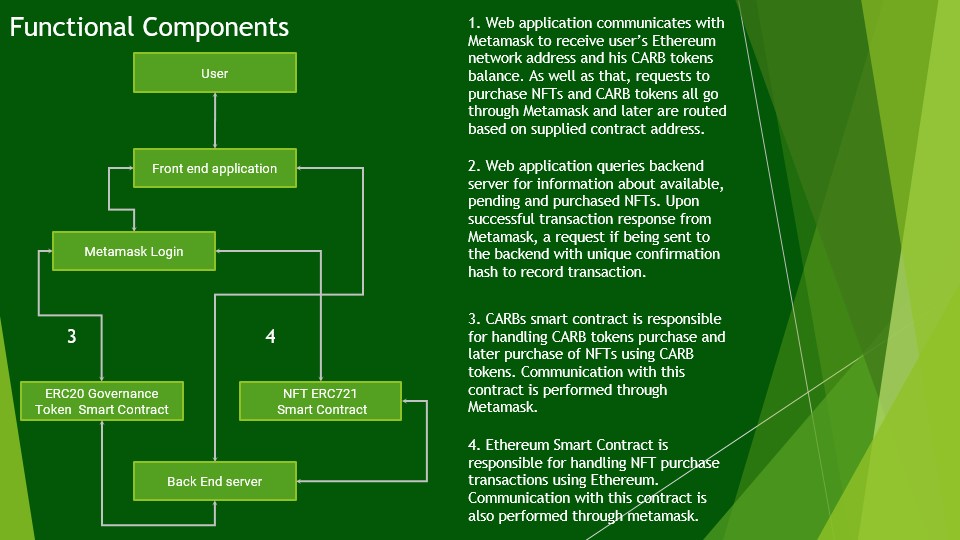 Functional Components
User
Front end application
Metamask Login
3
4
ERC20 Governance
Token Smart Contract
NFT ERC721
Smart Contract
Back End server
1. Web application communicates with
Metamask to receive user’s Ethereum
network address and his CARB tokens
balance. As well as that, requests to
purchase NFTs and CARB tokens all go
through Metamask and later are routed
based on supplied contract address.
2. Web application queries backend
server for information about available,
pending and purchased NFTs. Upon
successful transaction response from
Metamask, a request if being sent to
the backend with unique confirmation
hash to record transaction.
3. CARBs smart contract is responsible
for handling CARB tokens purchase and
later purchase of NFTs using CARB
tokens. Communication with this
contract is performed through
Metamask.
4. Ethereum Smart Contract is
responsible for handling NFT purchase
transactions using Ethereum.
Communication with this contract is
also performed through metamask.